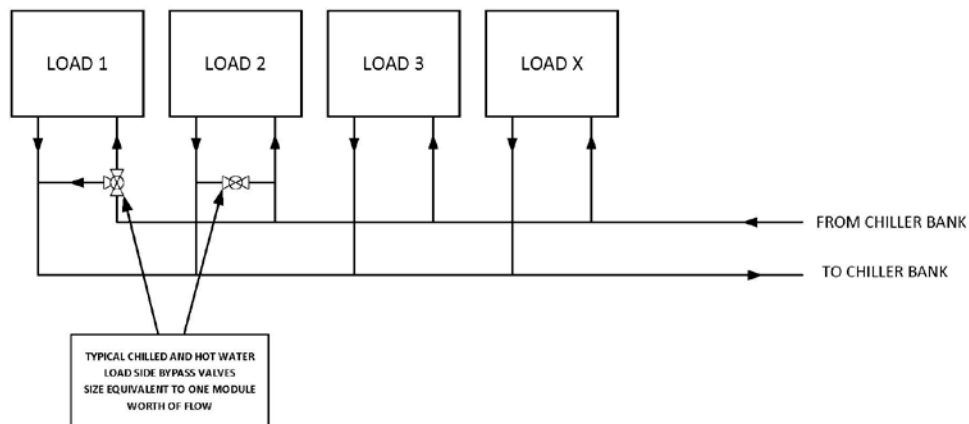 LOAD 1
LOAD 2
LOAD 3
LOAD X
FROM CHILLER BANK
TO CHILLER BANK
TYPICAL CHILLED AND HOT WATER
LOAD SIDE BYPASS VALVES
SIZE EQUIVALENT TO ONE MODULE
WORTH OF FLOW